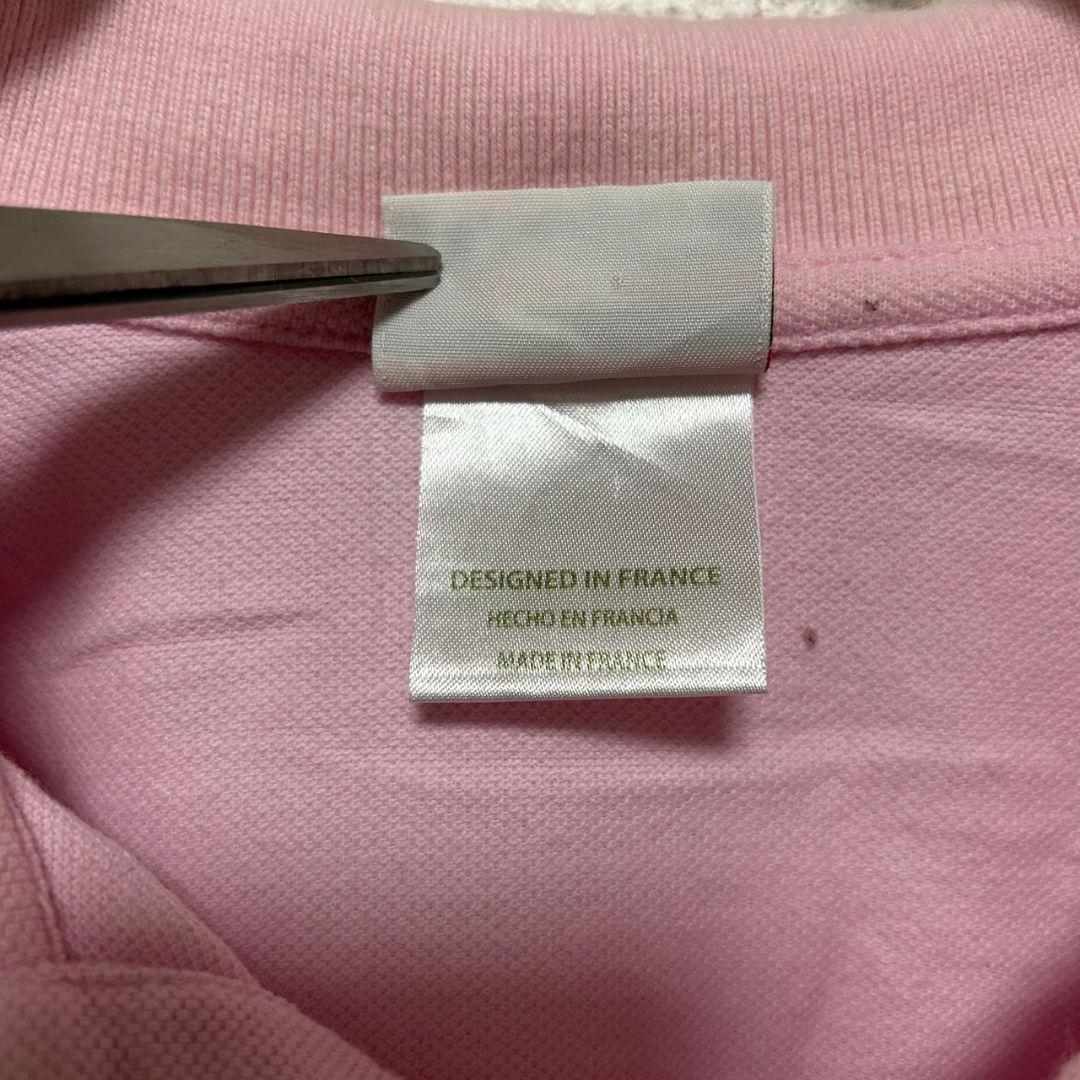 DESIGNED IN FRANCE
HECHO EN FRANCIA
MADE IN FRANCE